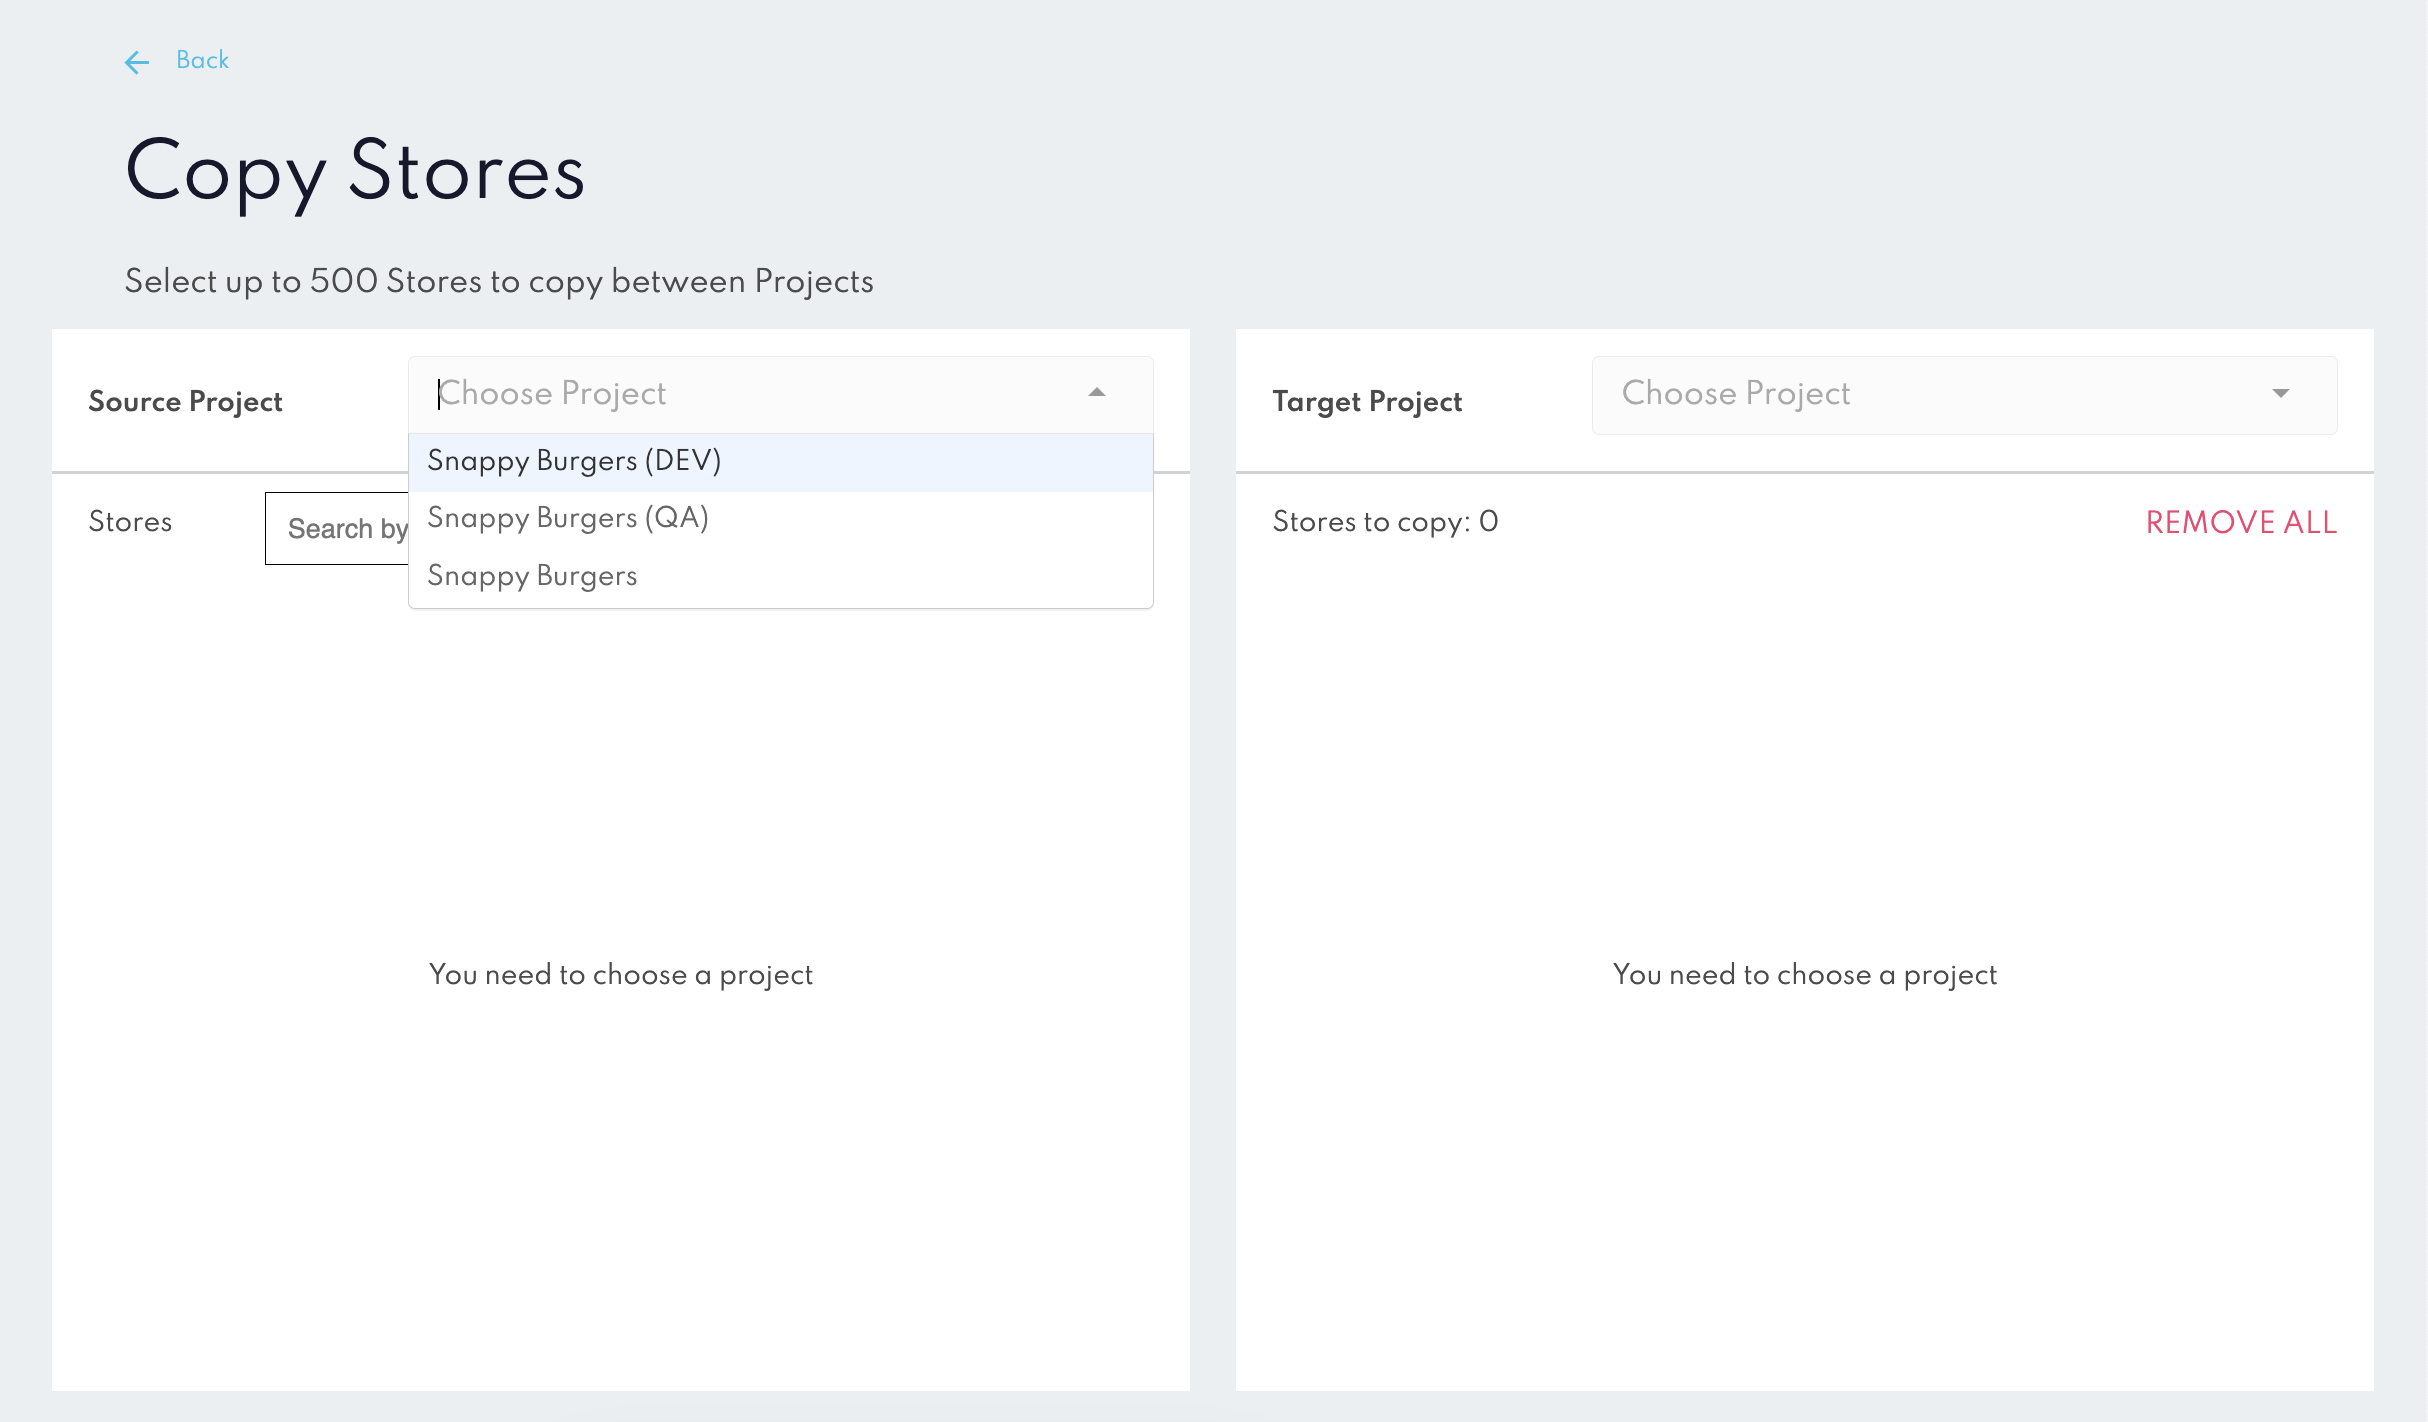 Back
Copy Stores
Select up to 500 Stores to copy between Projects
Source Project
Choose Project
Snappy Burgers (DEV)
Snappy Burgers (QA)
Snappy Burgers
Stores
Search by
You need to choose a project
Target Project
Choose Project
Stores to copy: 0
REMOVE ALL
You need to choose a project